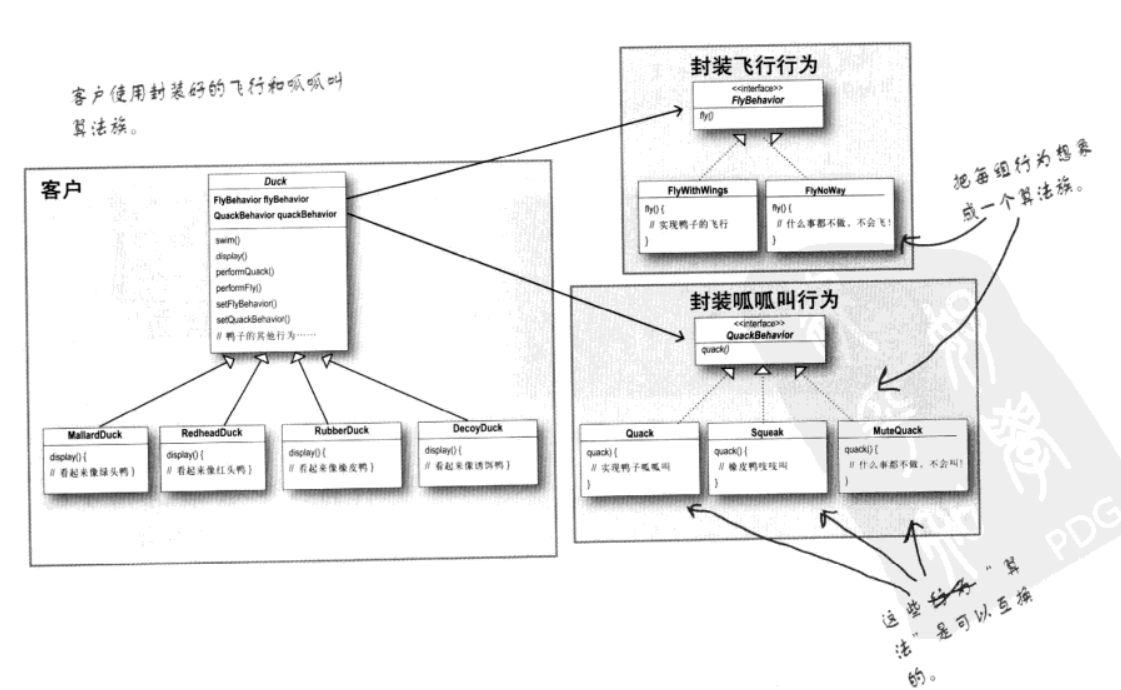 客户使用封装好的飞行和呱呱叫
算法族。
客户
Duck
FlyBehavior flyBehavior
QuackBehavior quackBehavior
swim()
display()
performQuack()
performFly()
setFlyBehavior()
setQuackBehavior()
// 鸭子的其他行为……
MallardDuck
display() {
// 看起来像绿头鸭 }
RedheadDuck
display() {
// 看起来像红头鸭 }
RubberDuck
display() {
// 看起来像橡皮鸭 }
DecoyDuck
display() {
// 看起来像诱饵鸭 }
封装飞行行为
<<interface>>
FlyBehavior
fly()
FlyWithWings
fly() {
// 实现鸭子的飞行
}
FlyNoWay
fly() {
// 什么事都不做，不会飞！
}
把每组行为想象
成一个算法族。
封装呱呱叫行为
<<interface>>
QuackBehavior
quack()
Quack
quack() {
// 实现鸭子呱呱叫
}
Squeak
quack() {
// 橡皮鸭吱吱叫
}
MuteQuack
quack() {
// 什么事都不做，不会叫！
}
这些行为“算
法”是可以互换
的。
PDG